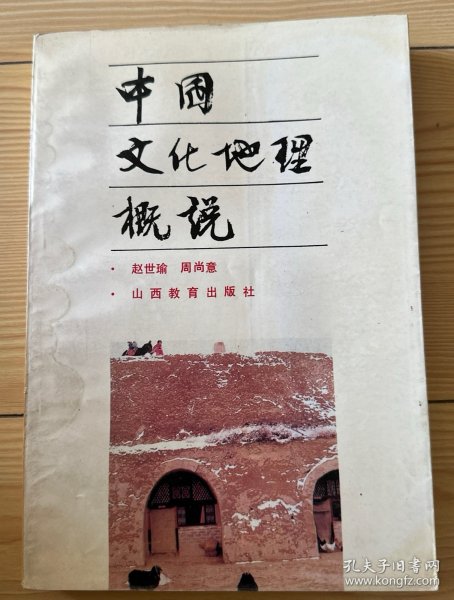 中国
文化地理
概说
· 赵世瑜 周尚意
· 山西教育出版社
孔夫子旧书网
www.kongfz.com